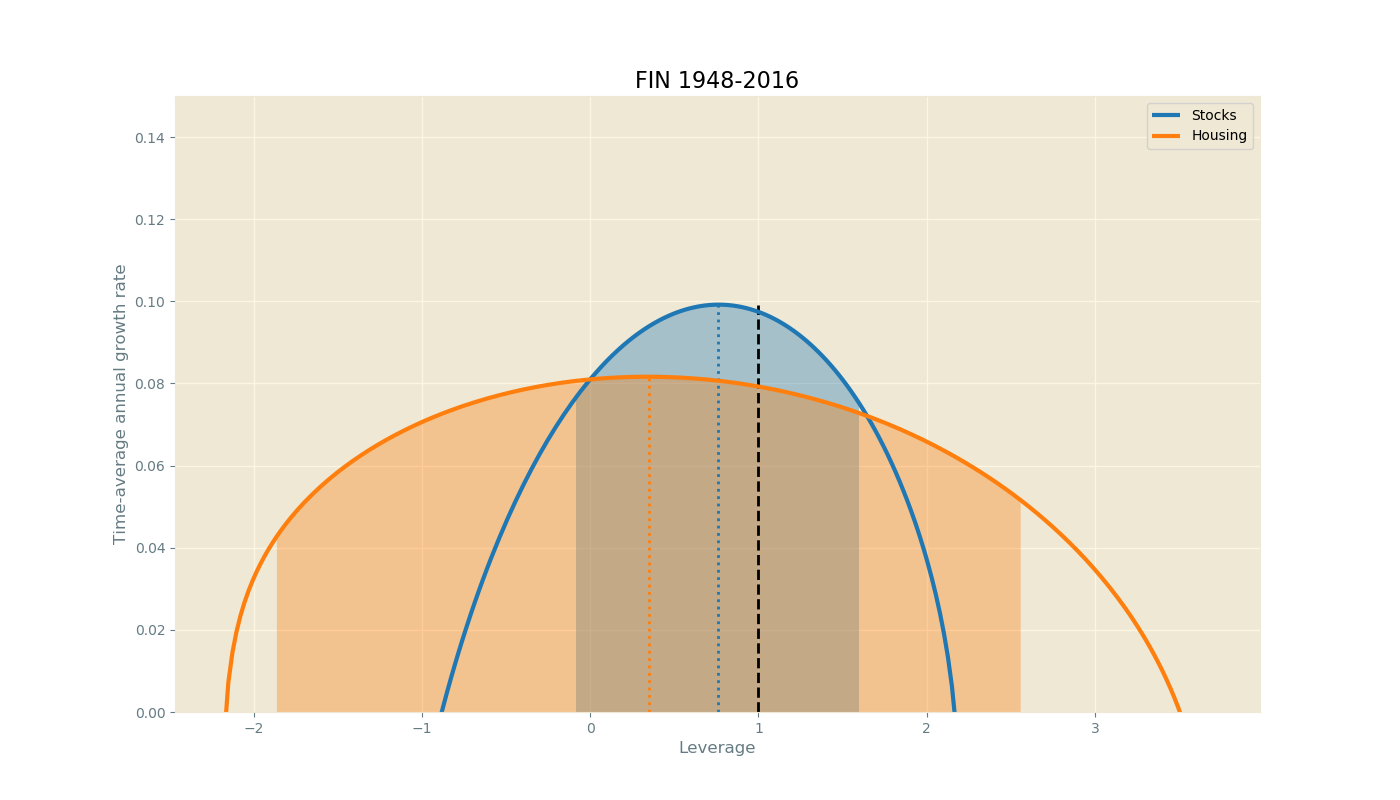 FIN 1948-2016
Stocks
Housing
Time-average annual growth rate
0.14
0.12
0.10
0.08
0.06
0.04
0.02
0.00
−2 −1 0 1 2 3
Leverage